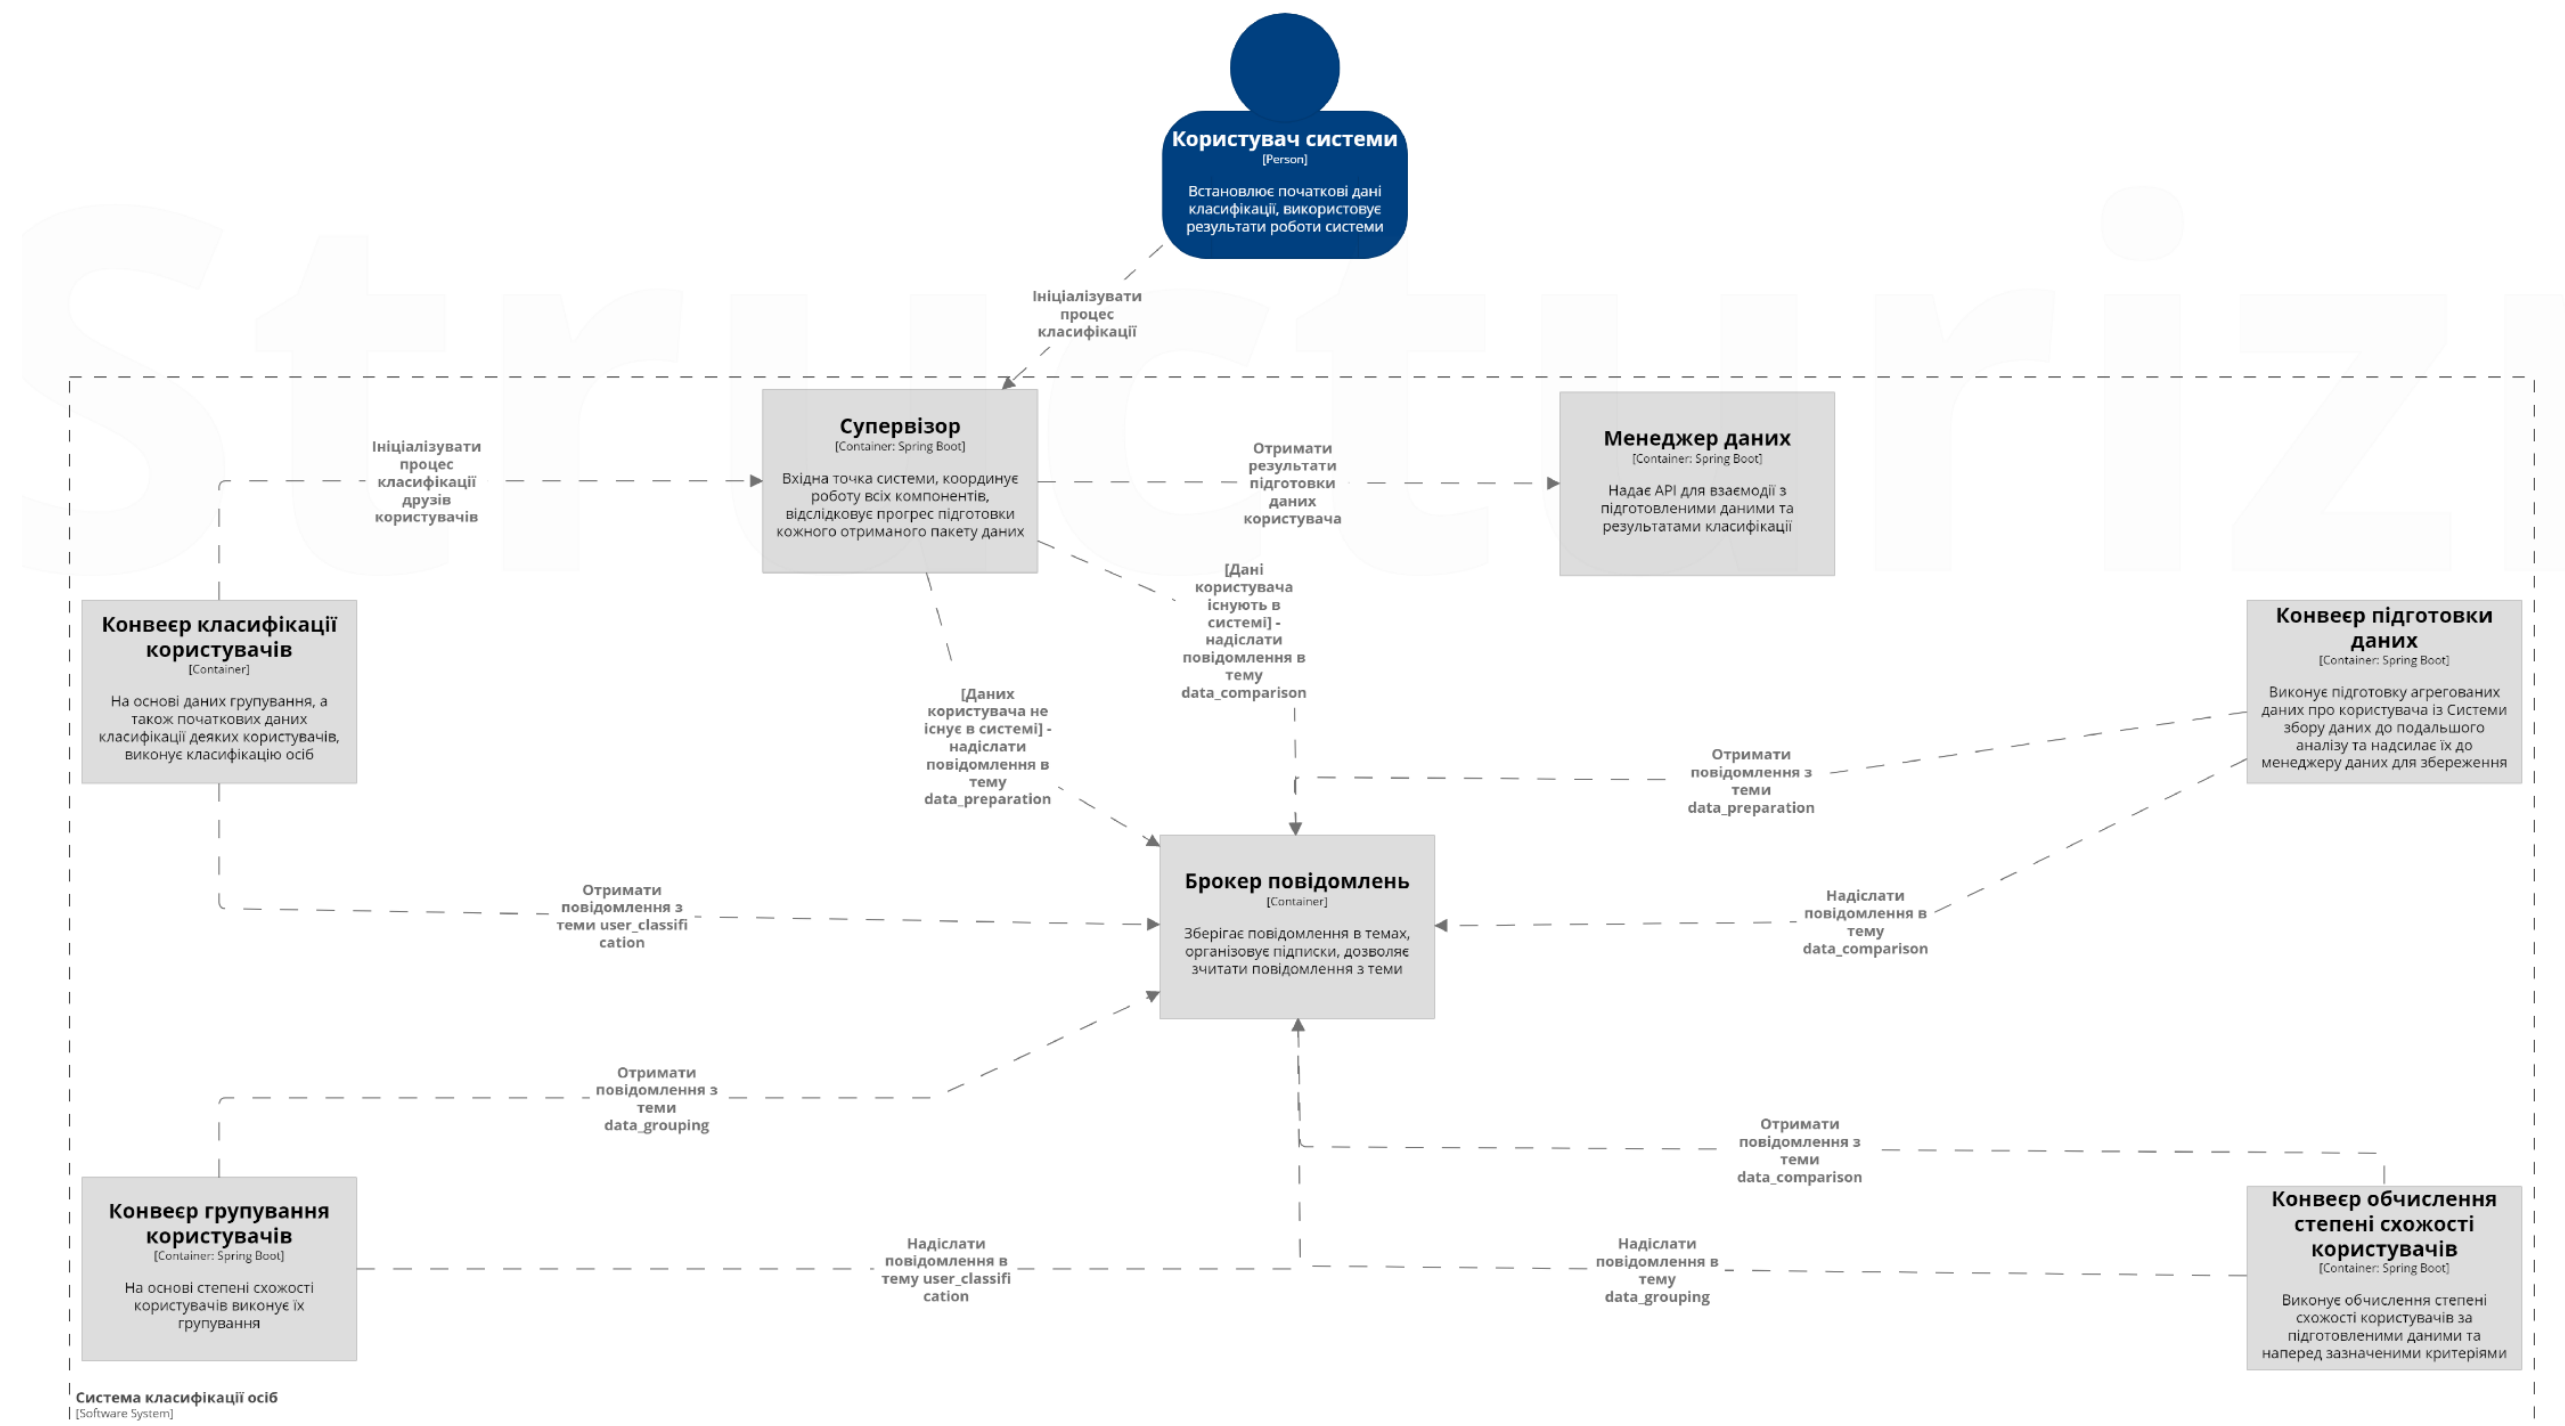 Користувач системи
[Person]
Встановлює початкові дані
класифікації, використовує
результати роботи системи
Ініціалізувати
процес
класифікації
Супервізор
[Container: Spring Boot]
Вхідна точка системи, координує
роботу всіх компонентів,
відслідковує прогрес підготовки
кожного отриманого пакету даних
Ініціалізувати
процес
класифікації
друзів
користувачів
Отримати
результати
підготовки
даних
користувача
Менеджер даних
[Container: Spring Boot]
Надає API для взаємодії з
підготовленими даними та
результатами класифікації
[Дані
користувача
існують в
системі] -
надіслати
повідомлення в
тему
data_comparison
Конвеєр класифікації
користувачів
[Container]
На основі даних групування, а
також початкових даних
класифікації деяких користувачів,
виконує класифікацію осіб
[Даних
користувача не
існує в системі] -
надіслати
повідомлення в
тему
data_preparation
Конвеєр підготовки
даних
[Container: Spring Boot]
Виконує підготовку агрегованих
даних про користувача із Системи
збору даних до подальшого
аналізу та надсилає їх до
менеджеру даних для збереження
Отримати
повідомлення з
теми
data_preparation
Отримати
повідомлення з
теми user_classifi
cation
Брокер повідомлень
[Container]
Зберігає повідомлення в темах,
організовує підписки, дозволяє
зчитати повідомлення з теми
Надіслати
повідомлення в
тему
data_comparison
Отримати
повідомлення з
теми
data_grouping
Отримати
повідомлення з
теми
data_comparison
Конвеєр групування
користувачів
[Container: Spring Boot]
На основі степені схожості
користувачів виконує їх
групування
Надіслати
повідомлення в
тему user_classifi
cation
Надіслати
повідомлення в
тему
data_grouping
Конвеєр обчислення
степені схожості
користувачів
[Container: Spring Boot]
Виконує обчислення степені
схожості користувачів за
підготовленими даними та
наперед зазначеними критеріями
Система класифікації осіб
[Software System]